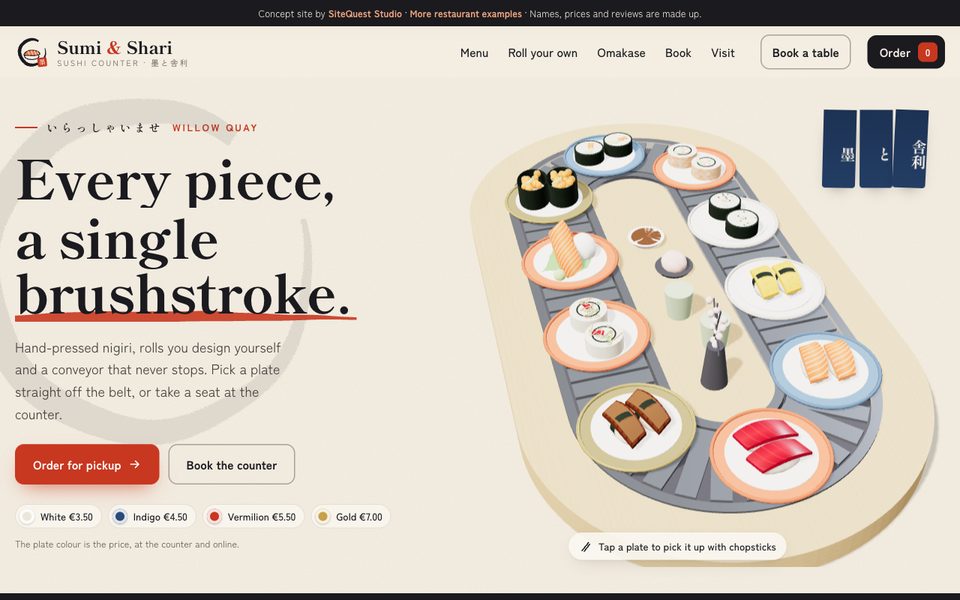 Concept site by SiteQuest Studio · More restaurant examples · Names, prices and reviews are made up.
Sumi & Shari
SUSHI COUNTER · 墨と舎利
Menu Roll your own Omakase Book Visit Book a table Order 0
いらっしゃいませ WILLOW QUAY
墨 と 舎利
Every piece,
a single
brushstroke.
Hand-pressed nigiri, rolls you design yourself
and a conveyor that never stops. Pick a plate
straight off the belt, or take a seat at the
counter.
Order for pickup → Book the counter
White €3.50 Indigo €4.50 Vermilion €5.50 Gold €7.00
The plate colour is the price, at the counter and online.
Tap a plate to pick it up with chopsticks